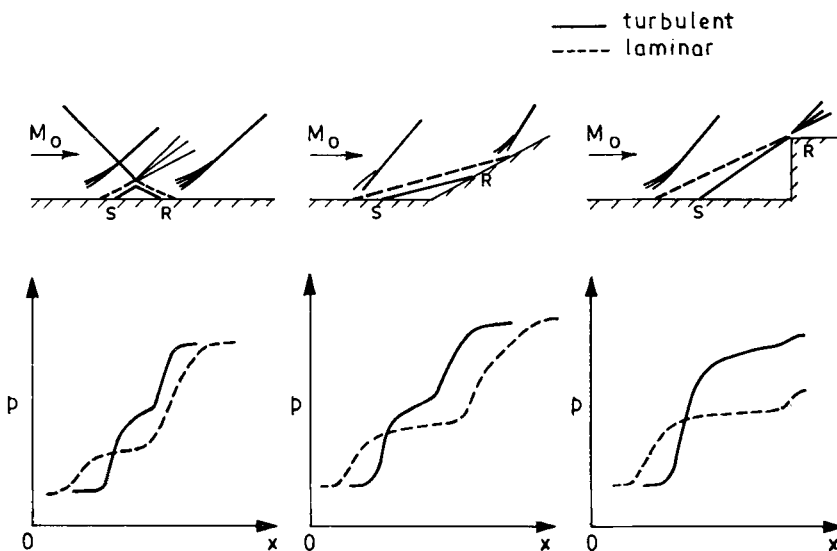 turbulent
laminar
M₀
S R
M₀
S R
M₀
S R
p
0 x
p
0 x
p
0 x